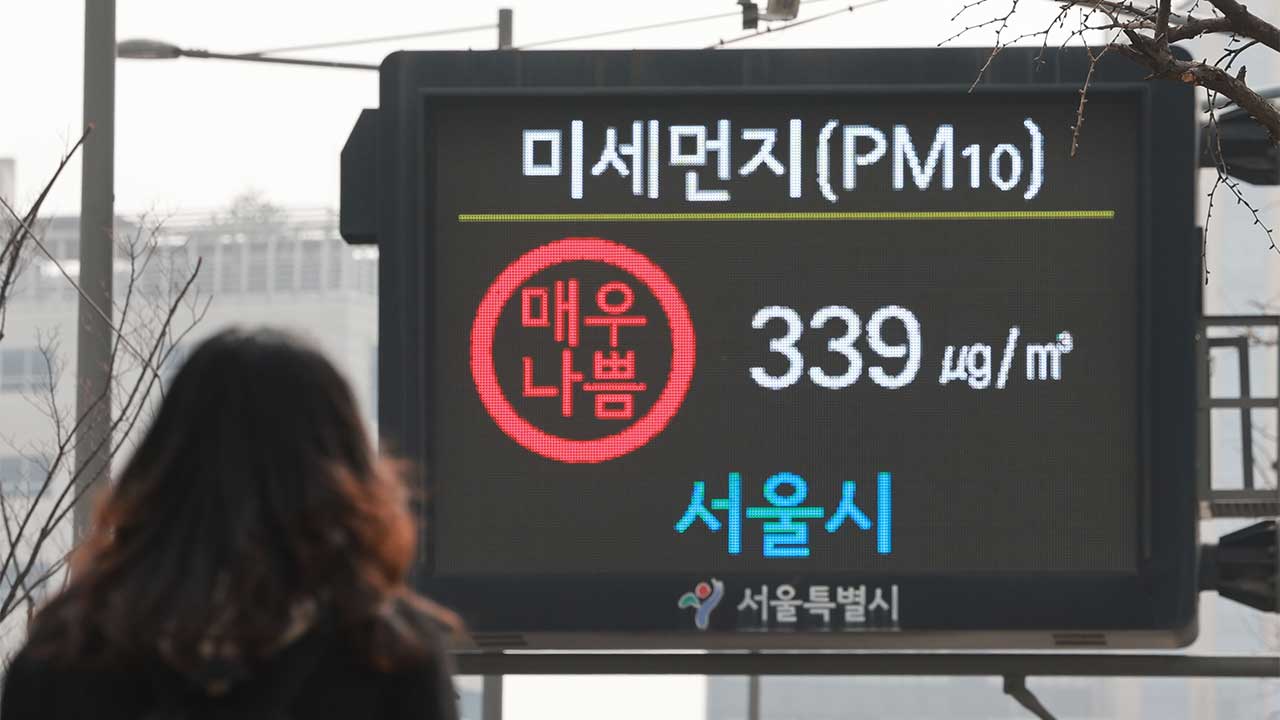 미세먼지(PM10)
매우
나쁨
339 μg/㎥
서울시
서울특별시